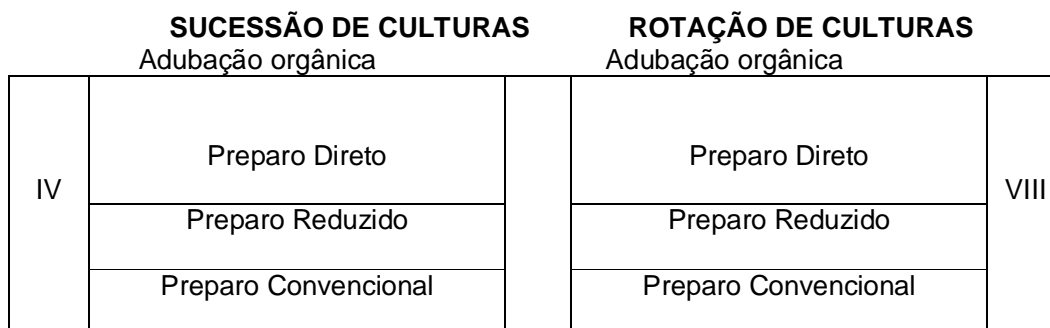 SUCESSÃO DE CULTURAS ROTAÇÃO DE CULTURAS
Adubação orgânica Adubação orgânica
Preparo Direto Preparo Direto
IV VIII
Preparo Reduzido Preparo Reduzido
Preparo Convencional Preparo Convencional